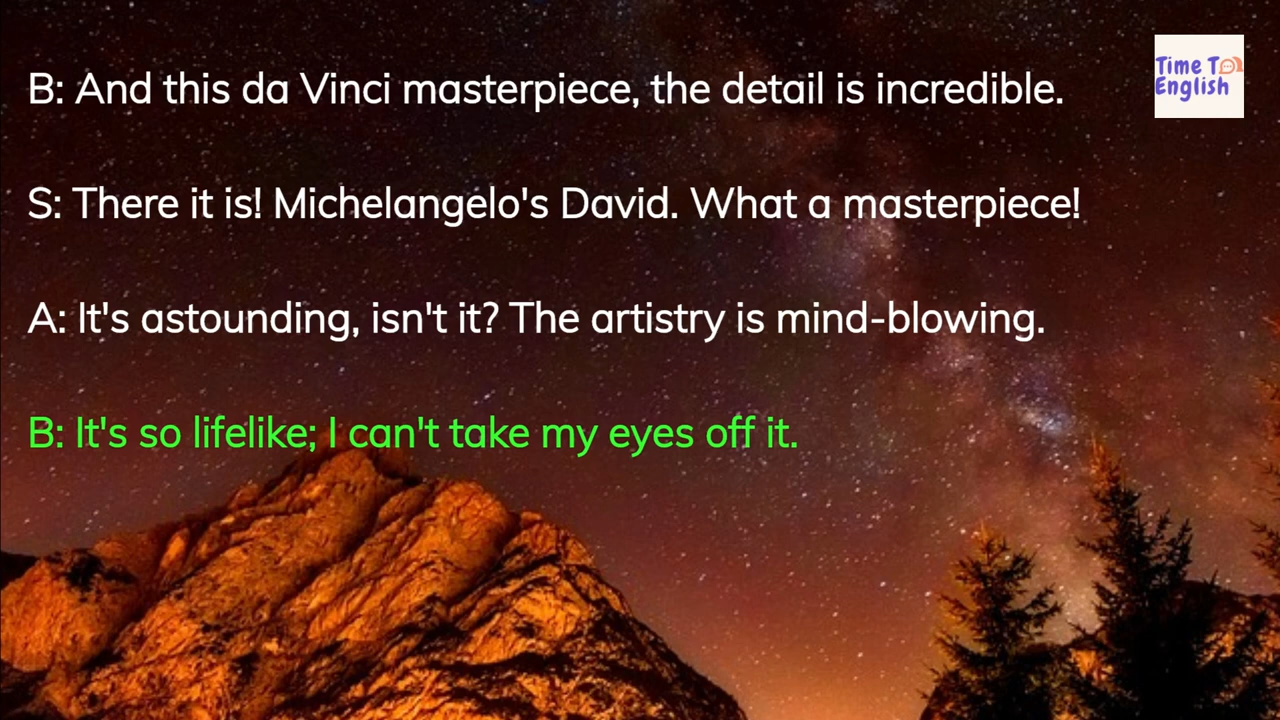 B: And this da Vinci masterpiece, the detail is incredible.
Time To
English
S: There it is! Michelangelo's David. What a masterpiece!
A: It's astounding, isn't it? The artistry is mind-blowing.
B: It's so lifelike; I can't take my eyes off it.